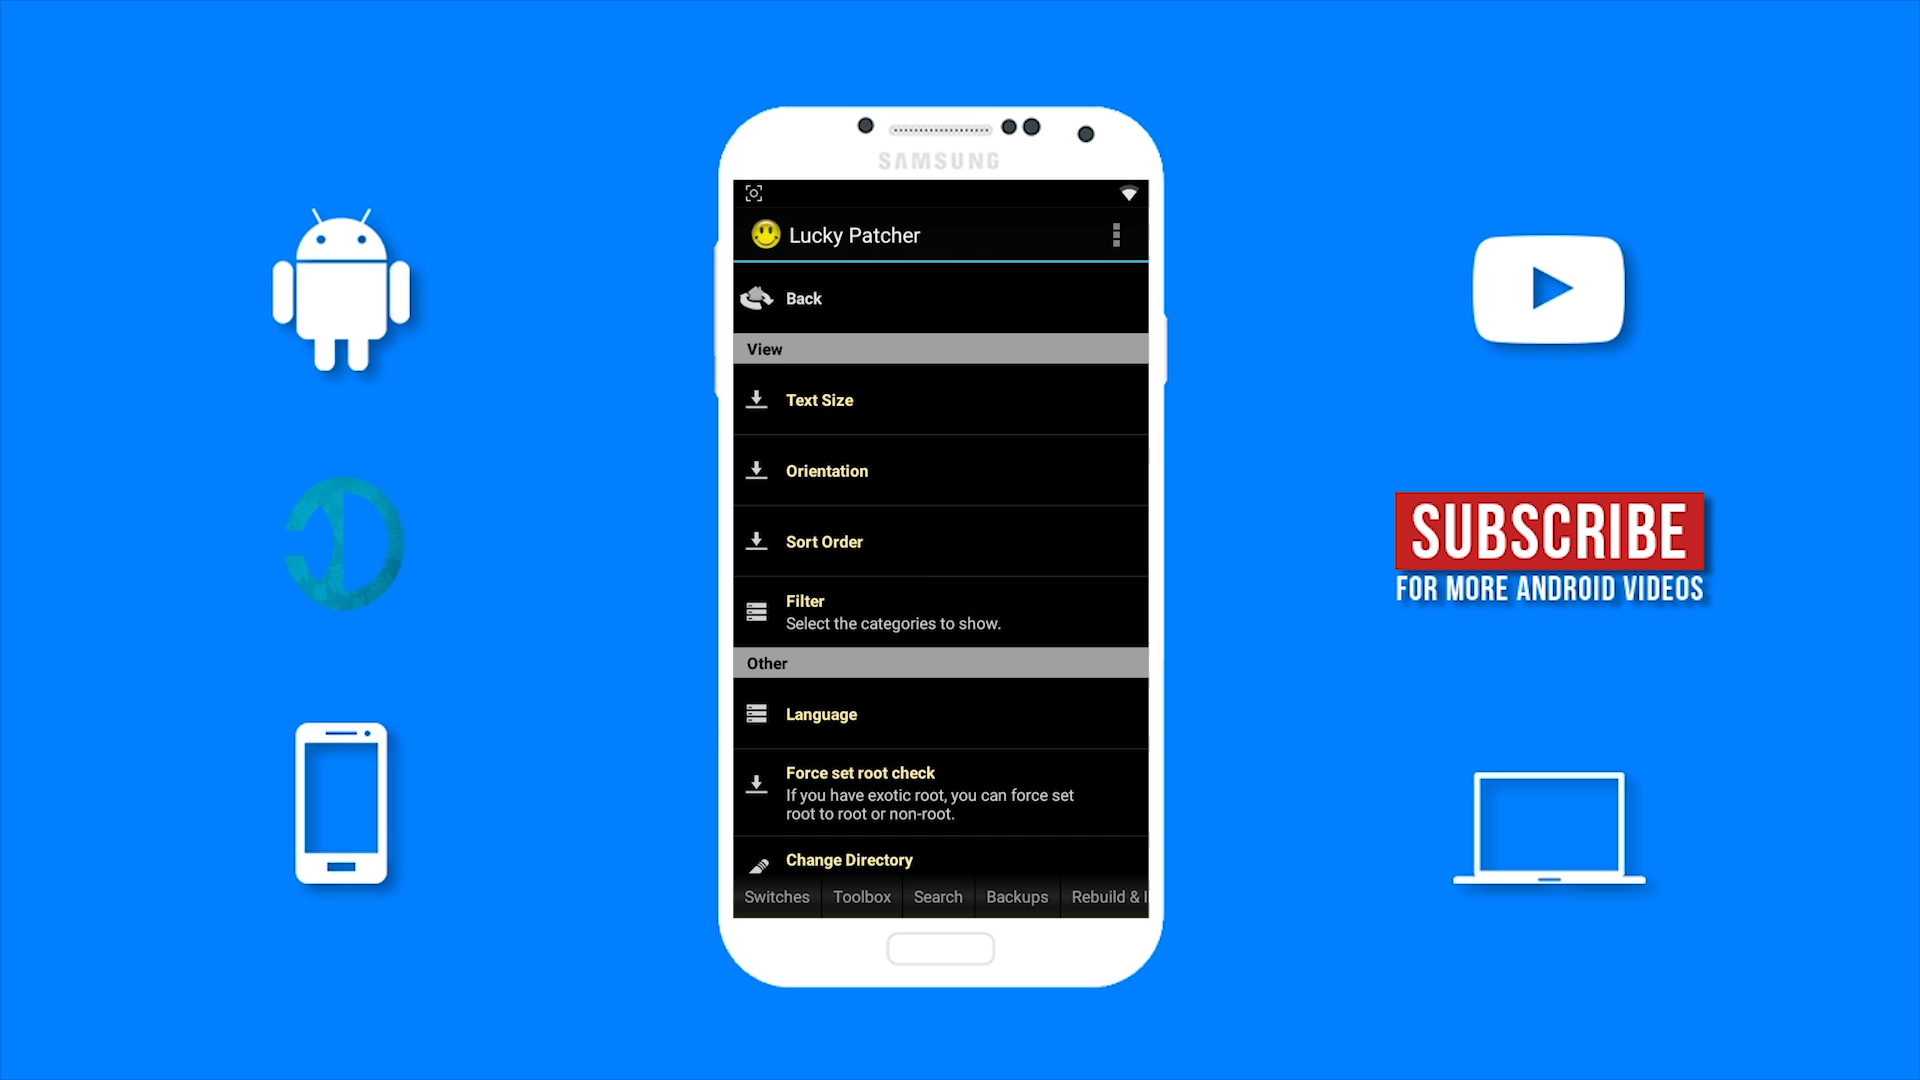 SAMSUNG
Lucky Patcher
Back
View
Text Size
Orientation
Sort Order
Filter
Select the categories to show.
Other
Language
Force set root check
If you have exotic root, you can force set
root to root or non-root.
Change Directory
Switches
Toolbox
Search
Backups
Rebuild &
SUBSCRIBE
FOR MORE ANDROID VIDEOS